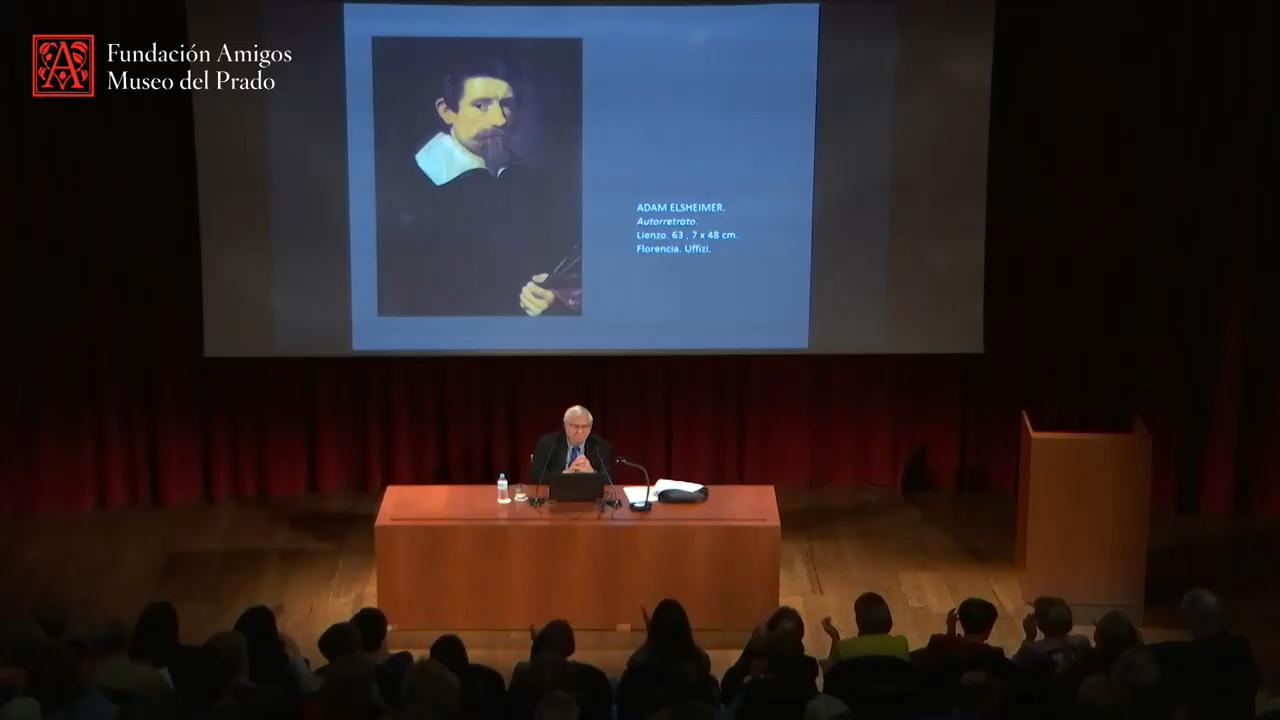 Fundación Amigos
Museo del Prado
ADAM ELSHEIMER.
Autorretrato.
Lienzo. 63 , 7 x 48 cm.
Florencia. Uffizi.